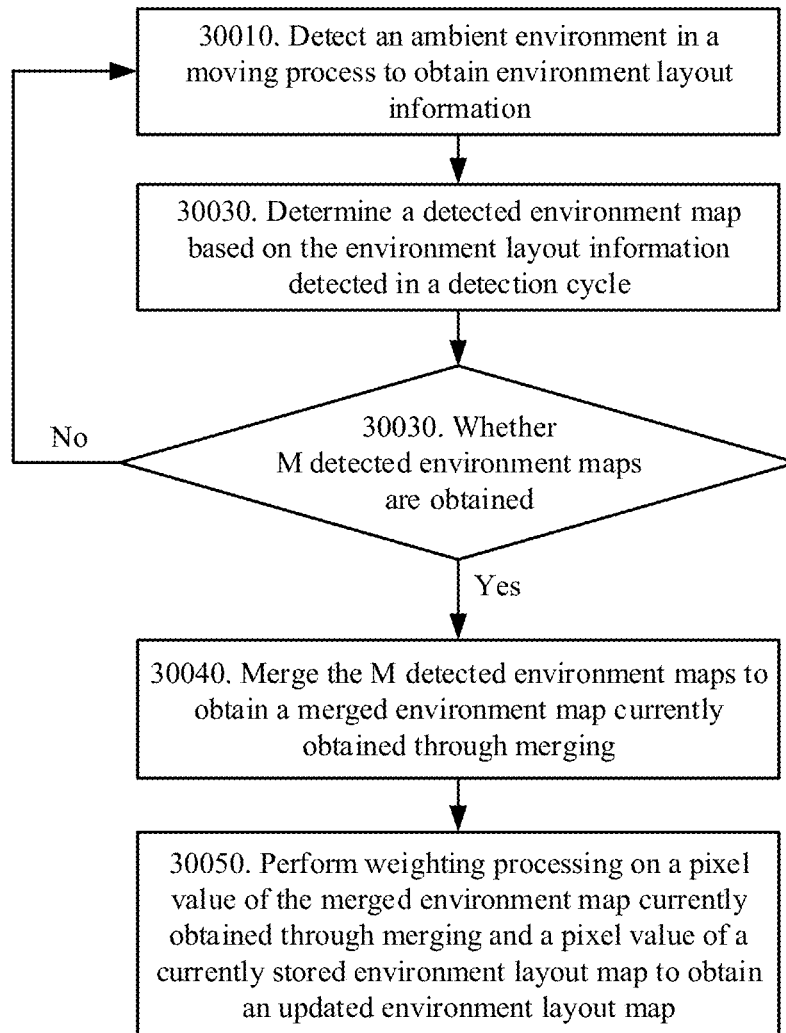 30010. Detect an ambient environment in a
moving process to obtain environment layout
information
30030. Determine a detected environment map
based on the environment layout information
detected in a detection cycle
30030. Whether
M detected environment maps
are obtained
No
Yes
30040. Merge the M detected environment maps to
obtain a merged environment map currently
obtained through merging
30050. Perform weighting processing on a pixel
value of the merged environment map currently
obtained through merging and a pixel value of a
currently stored environment layout map to obtain
an updated environment layout map